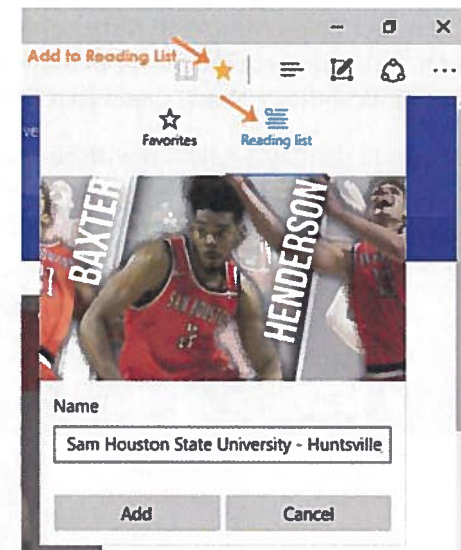 Add to Reading List
Favorites
Reading list
BAXTER
HENDERSON
SAM HOUSTON
Name
Sam Houston State University - Huntsville
Add
Cancel